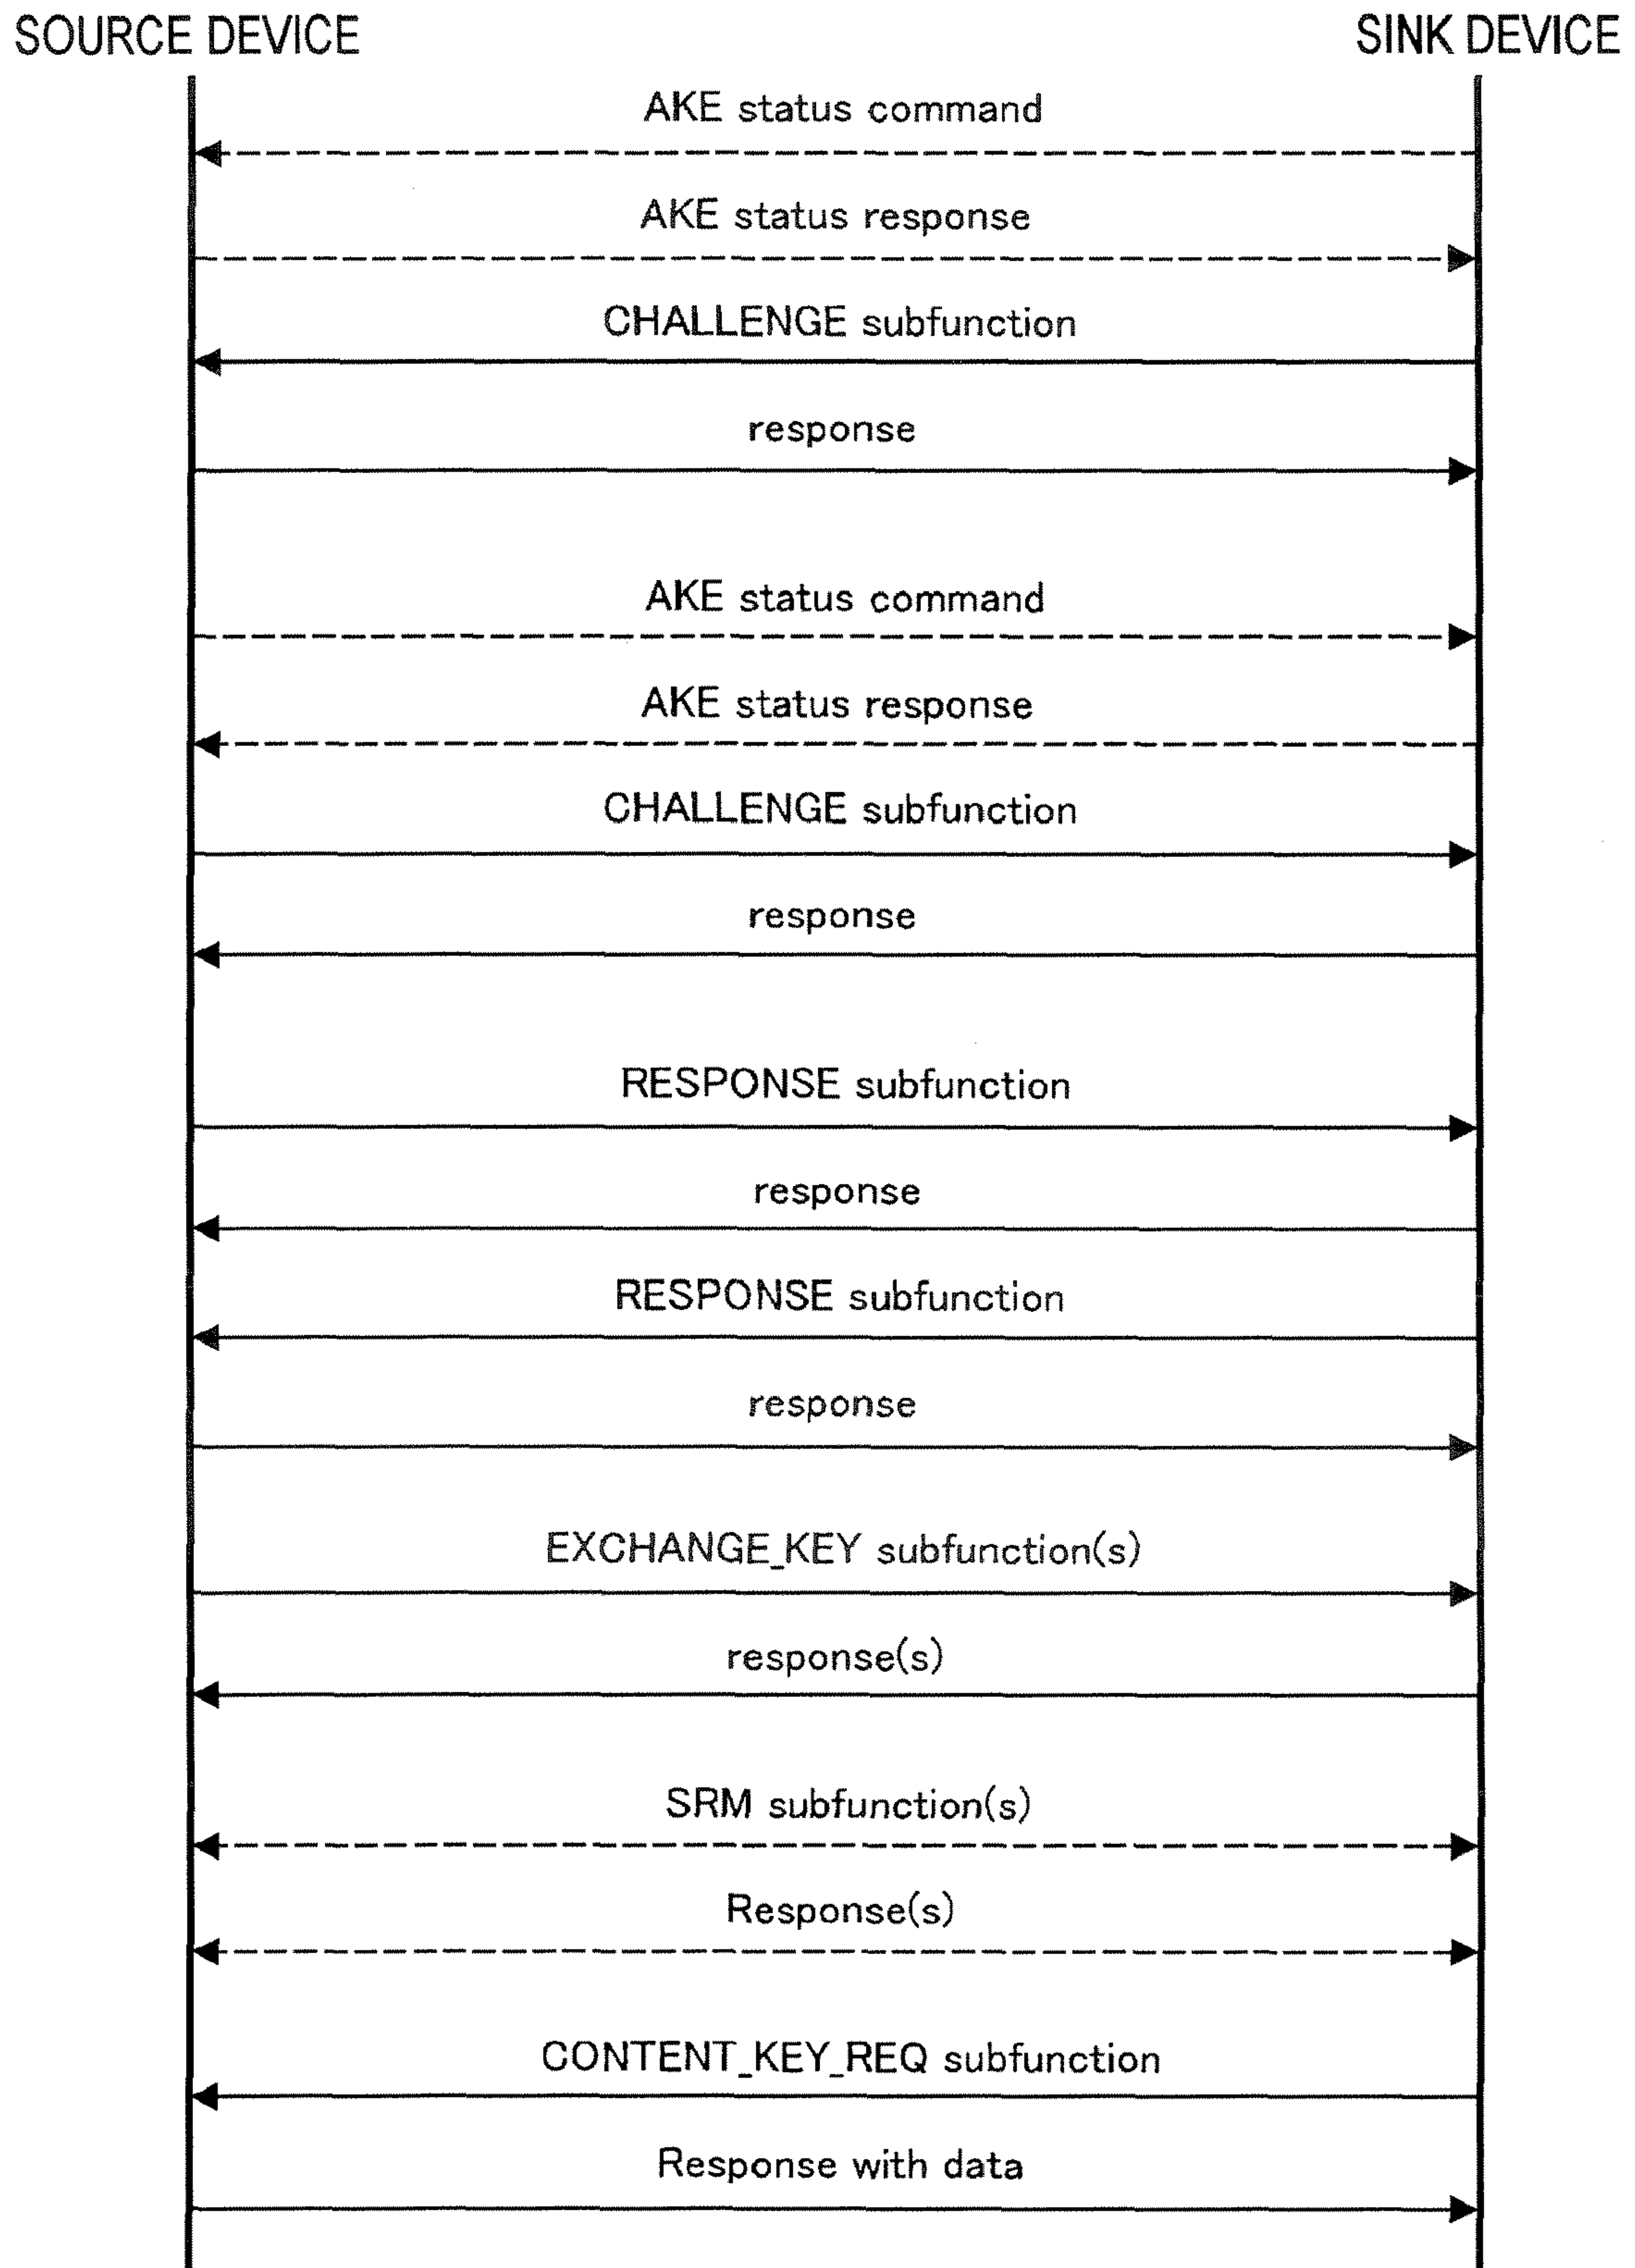 SOURCE DEVICE
SINK DEVICE
AKE status command
AKE status response
CHALLENGE subfunction
response
AKE status command
AKE status response
CHALLENGE subfunction
response
RESPONSE subfunction
response
RESPONSE subfunction
response
EXCHANGE_KEY subfunction(s)
response(s)
SRM subfunction(s)
Response(s)
CONTENT_KEY_REQ subfunction
Response with data